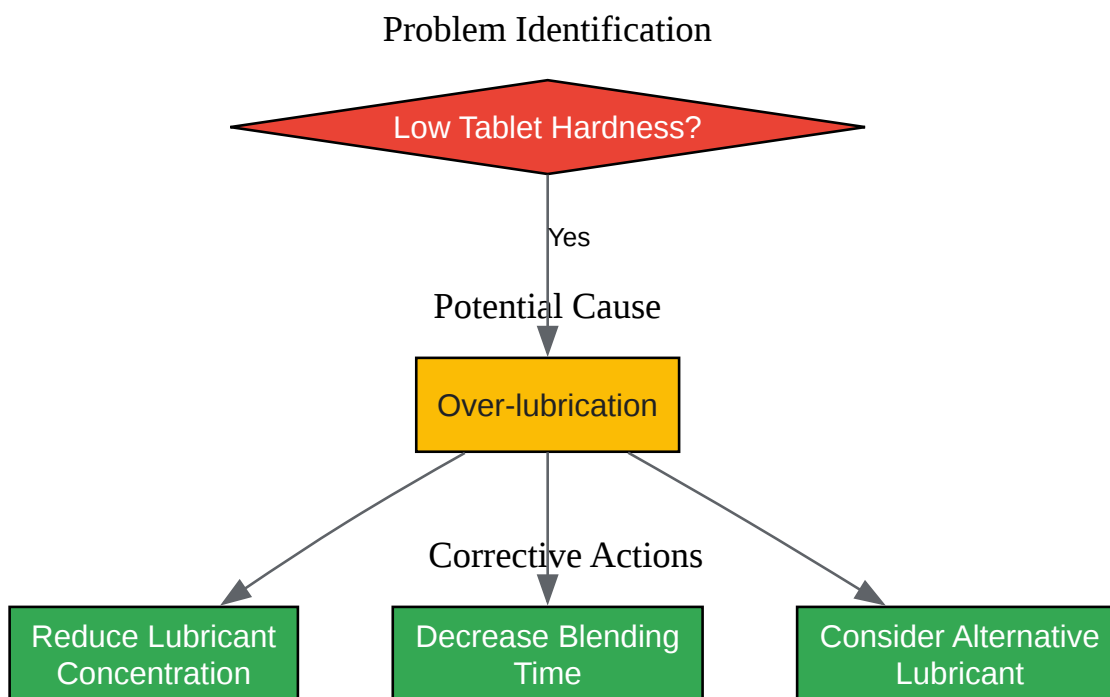 Problem Identification
Low Tablet Hardness?
Yes
Potential Cause
Over-lubrication
Corrective Actions
Reduce Lubricant
Concentration
Decrease Blending
Time
Consider Alternative
Lubricant